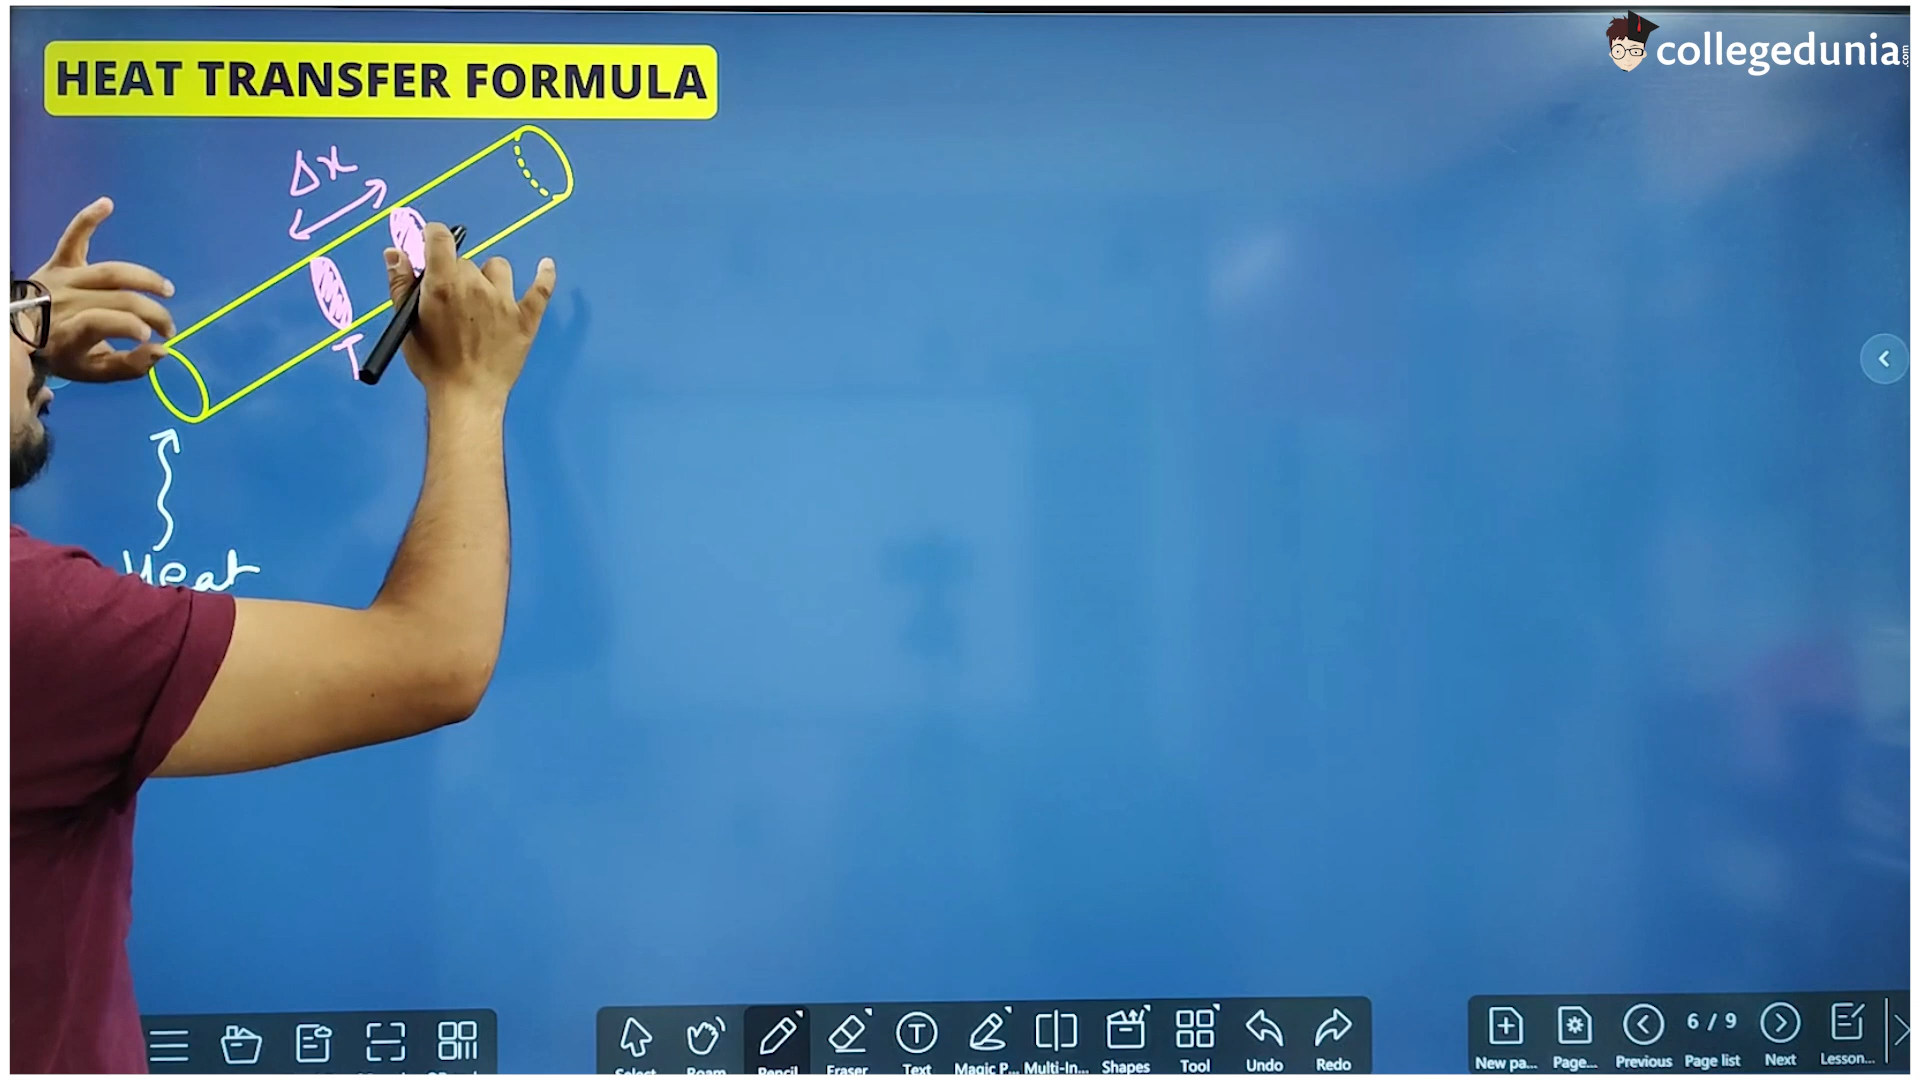 HEAT TRANSFER FORMULA
collegedunia.com
Δx
T
Heat
Select
Roam
Pencil
Eraser
Text
Magic P...
Multi-In...
Shapes
Tool
Undo
Redo
New pa...
Page...
Previous
6 / 9
Page list
Next
Lesson...